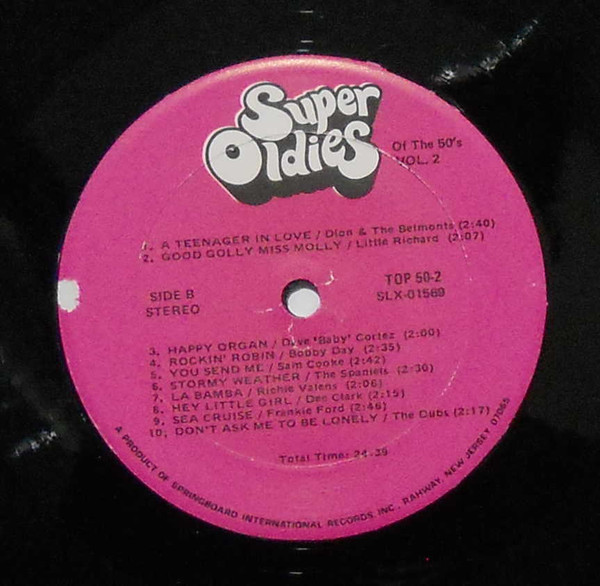 Super
Oldies
Of The 50's
VOL. 2
1. A TEENAGER IN LOVE / Dion & The Belmonts (2:40)
2. GOOD GOLLY MISS MOLLY / Little Richard (2:07)
SIDE B
STEREO
TOP 50-2
SLX-01569
3. HAPPY ORGAN / Dave 'Baby' Cortez (2:00)
4. ROCKIN' ROBIN / Bobby Day (2:35)
5. YOU SEND ME / Sam Cooke (2:42)
6. STORMY WEATHER / The Spaniels (2:30)
7. LA BAMBA / Richie Valens (2:06)
8. HEY LITTLE GIRL / Dee Clark (2:15)
9. SEA CRUISE / Frankie Ford (2:46)
10. DON'T ASK ME TO BE LONELY / The Dubs (2:17)
Total Time: 24:39
A PRODUCT OF SPRINGBOARD INTERNATIONAL RECORDS INC., RAHWAY, NEW JERSEY 07065